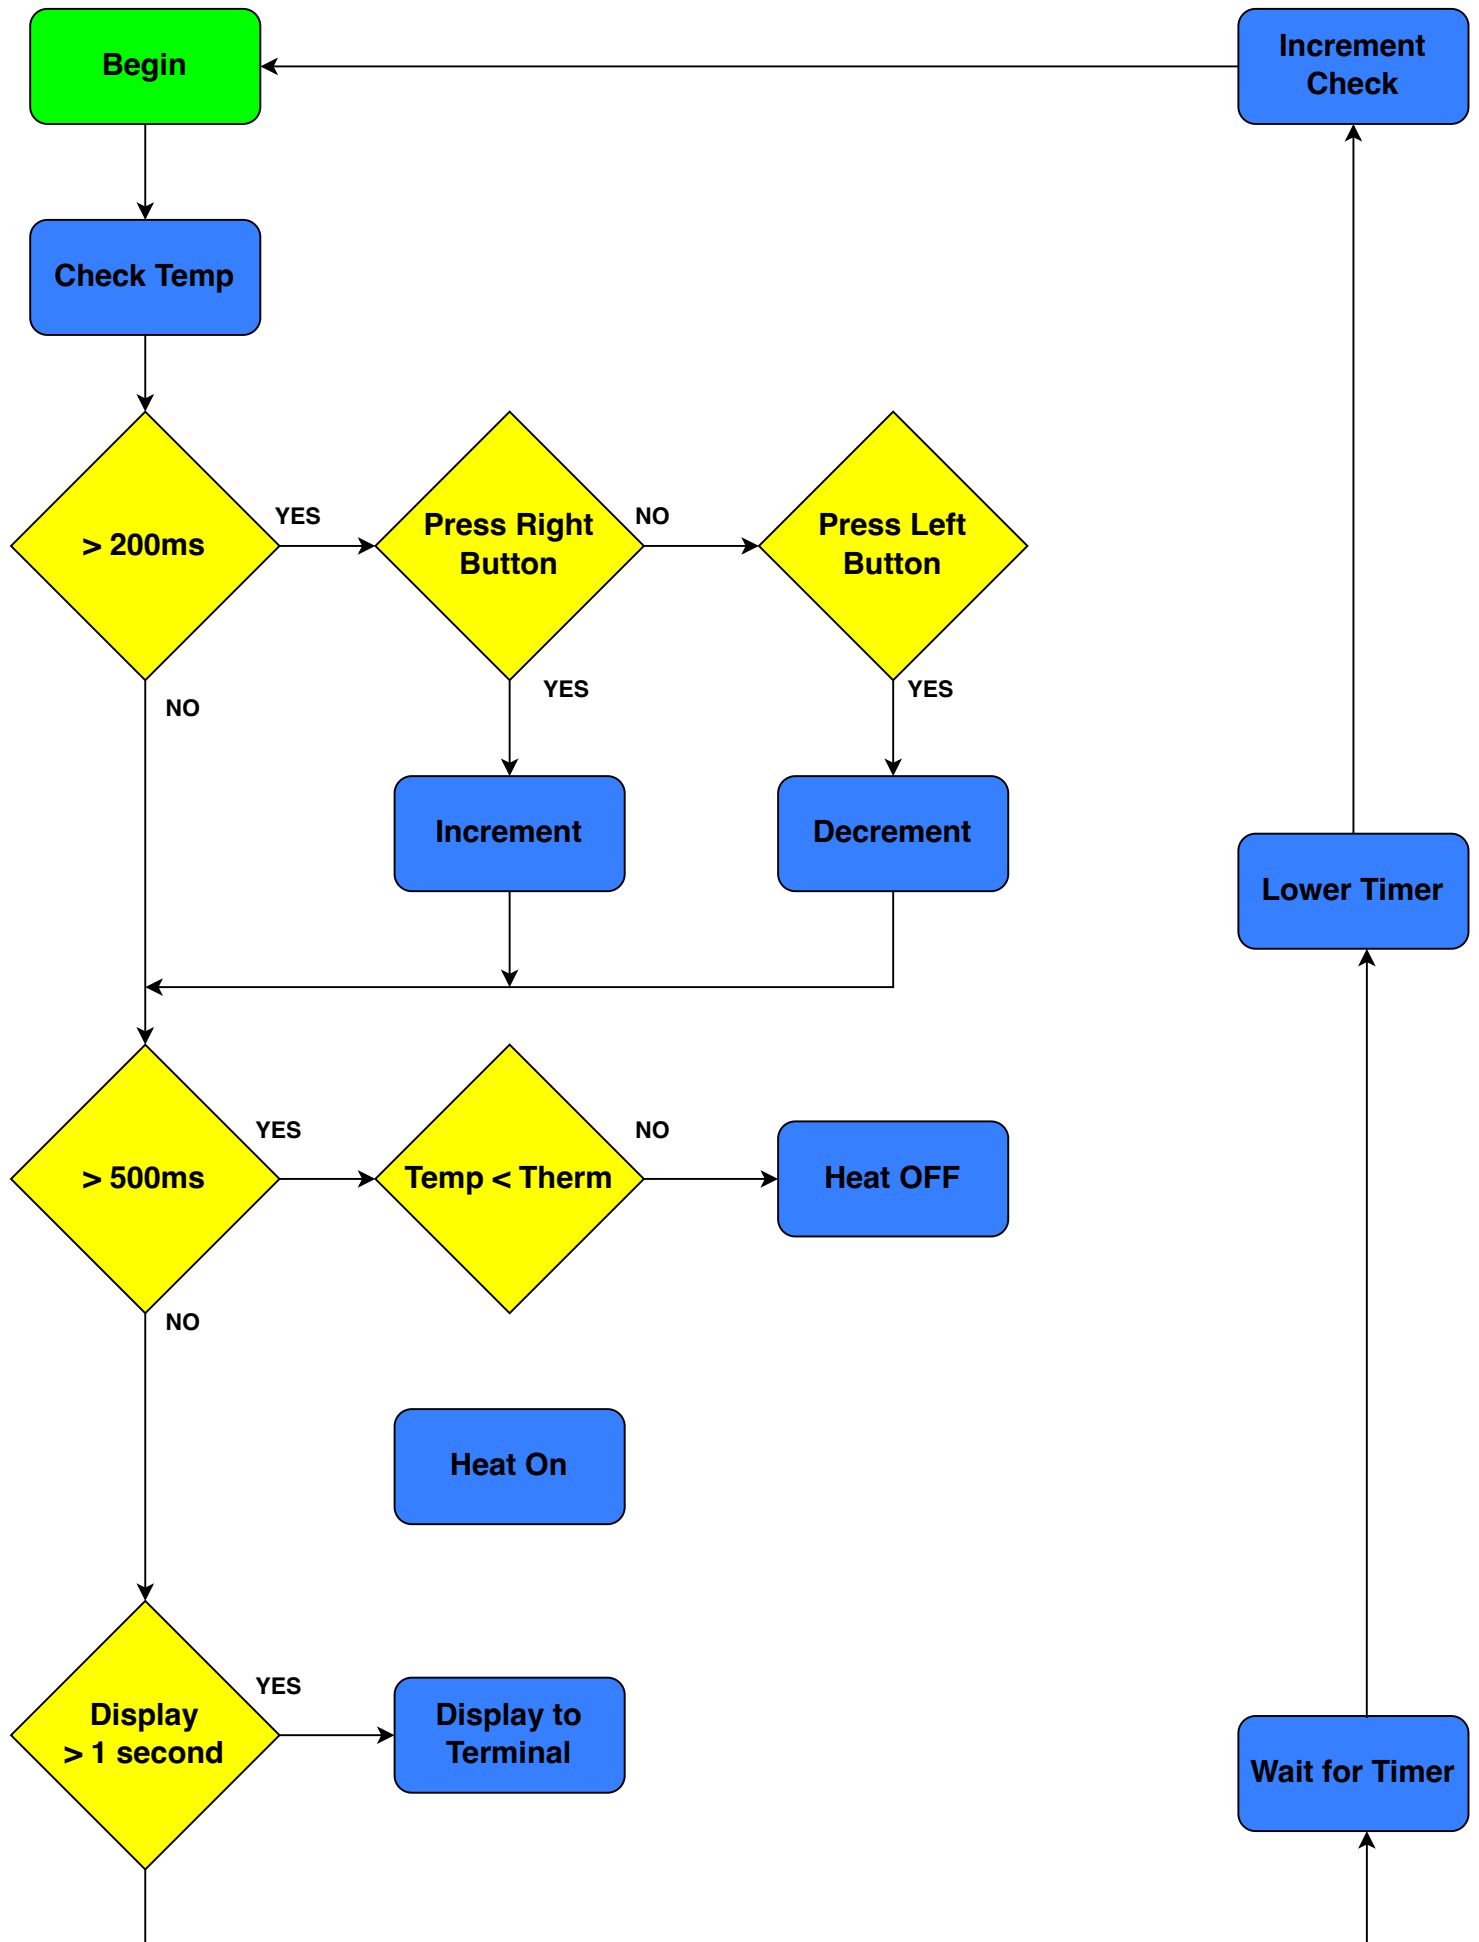 Begin
Increment
Check
Check Temp
> 200ms
YES
Press Right
Button
NO
Press Left
Button
NO
YES
YES
Increment
Decrement
Lower Timer
> 500ms
YES
Temp < Therm
NO
Heat OFF
NO
Heat On
Display
> 1 second
YES
Display to
Terminal
Wait for Timer